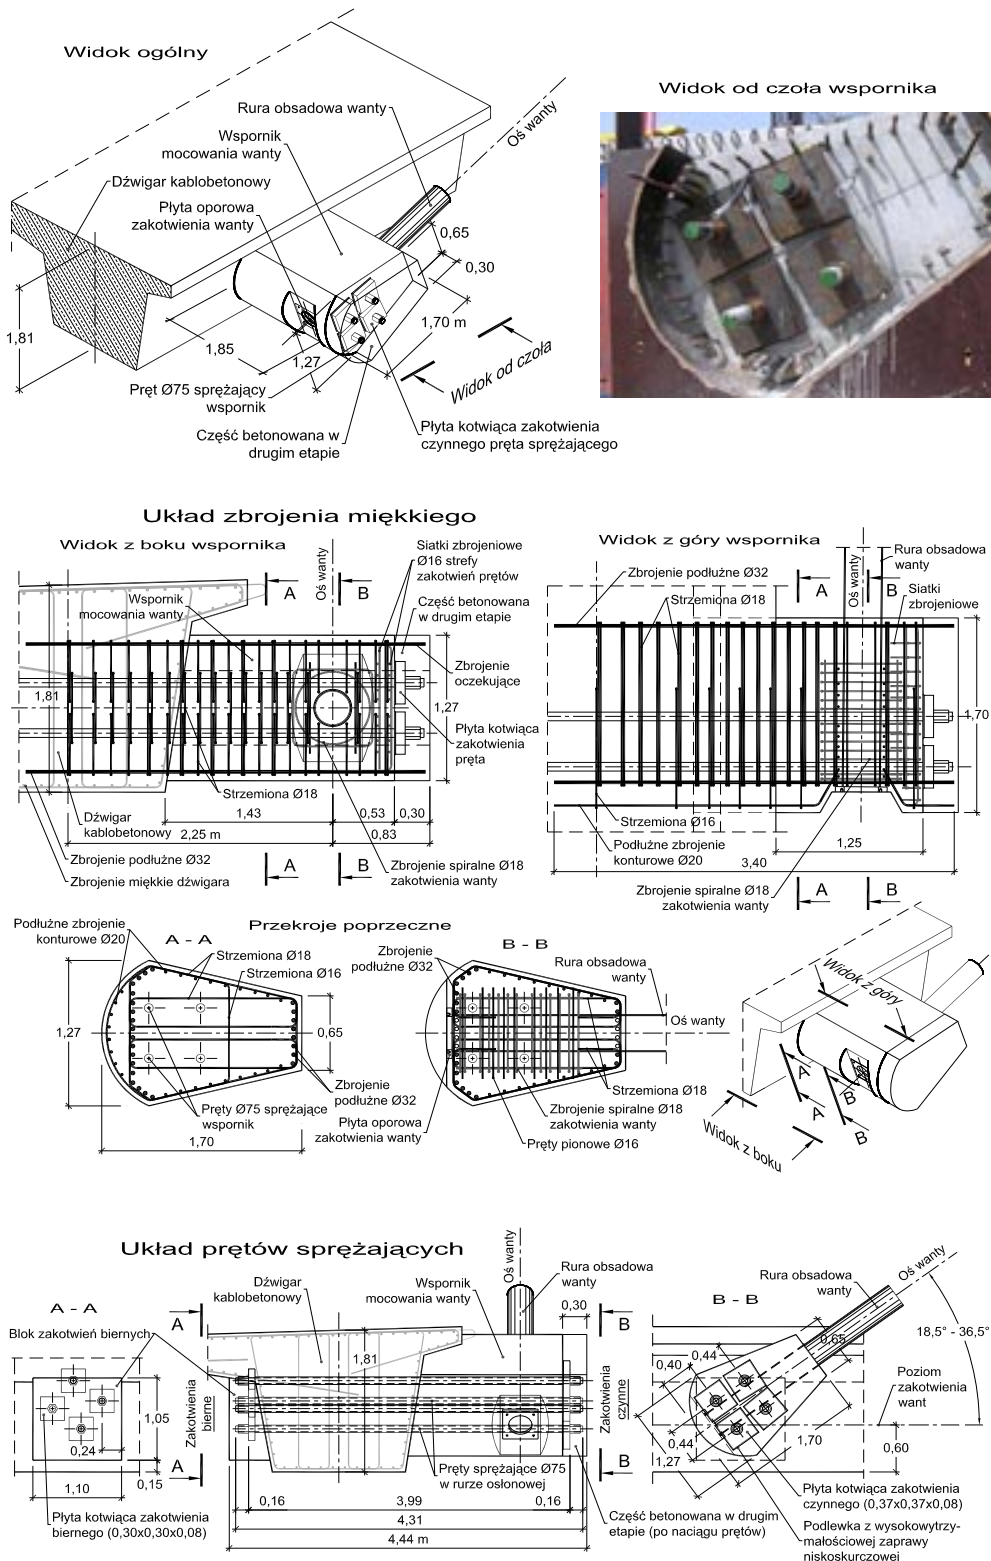 Widok ogólny
Rura obsadowa wanty
Oś wanty
Wspornik
mocowania wanty
Dźwigar kablobetonowy
Płyta oporowa
zakotwienia wanty
0,65
0,30
1,81
1,85
1,27
1,70 m
Widok od czoła
Pręt Ø75 sprężający
wspornik
Część betonowana w
drugim etapie
Płyta kotwiąca zakotwienia
czynnego pręta sprężającego
Widok od czoła wspornika
Układ zbrojenia miękkiego
Widok z boku wspornika
Oś wanty
Siatki zbrojeniowe
Ø16 strefy
zakotwień prętów
A
B
Wspornik
mocowania wanty
Część betonowana
w drugim etapie
Zbrojenie
oczekujące
1,81
1,27
Płyta kotwiąca
zakotwienia
pręta
Strzemiona Ø18
Dźwigar
kablobetonowy
1,43
0,53
0,30
2,25 m
0,83
Zbrojenie podłużne Ø32
Zbrojenie miękkie dźwigara
A
B
Zbrojenie spiralne Ø18
zakotwienia wanty
Widok z góry wspornika
Rura obsadowa
wanty
Oś wanty
Zbrojenie podłużne Ø32
A
B
Strzemiona Ø18
Siatki
zbrojeniowe
1,70
Strzemiona Ø16
Podłużne zbrojenie
konturowe Ø20
1,25
3,40
Zbrojenie spiralne Ø18
zakotwienia wanty
A
B
Przekroje poprzeczne
Podłużne zbrojenie
konturowe Ø20
A - A
Strzemiona Ø18
Strzemiona Ø16
1,27
0,65
Zbrojenie
podłużne Ø32
Pręty Ø75 sprężające
wspornik
1,70
B - B
Zbrojenie
podłużne Ø32
Rura obsadowa
wanty
Oś wanty
Strzemiona Ø18
Zbrojenie spiralne Ø18
zakotwienia wanty
Płyta oporowa
zakotwienia wanty
Pręty pionowe Ø16
Widok z góry
A
A
B
B
Widok z boku
Układ prętów sprężających
A - A
Blok zakotwień biernych
1,05
0,24
0,15
1,10
Płyta kotwiąca zakotwienia
biernego (0,30x0,30x0,08)
A
A
Zakotwienia
bierne
Dźwigar
kablobetonowy
Wspornik
mocowania wanty
Oś wanty
Rura obsadowa
wanty
0,30
B
B
1,81
Zakotwienia
czynne
Pręty sprężające Ø75
w rurze osłonowej
0,16
3,99
0,16
4,31
4,44 m
Część betonowana w drugim
etapie (po naciągu prętów)
B - B
Rura obsadowa
wanty
Oś wanty
18,5° - 36,5°
0,65
0,44
0,40
Poziom
zakotwienia
want
0,44
1,27
1,70
0,60
Płyta kotwiąca zakotwienia
czynnego (0,37x0,37x0,08)
Podlewka z wysokowytrzy-
małościowej zaprawy
niskoskurczowej